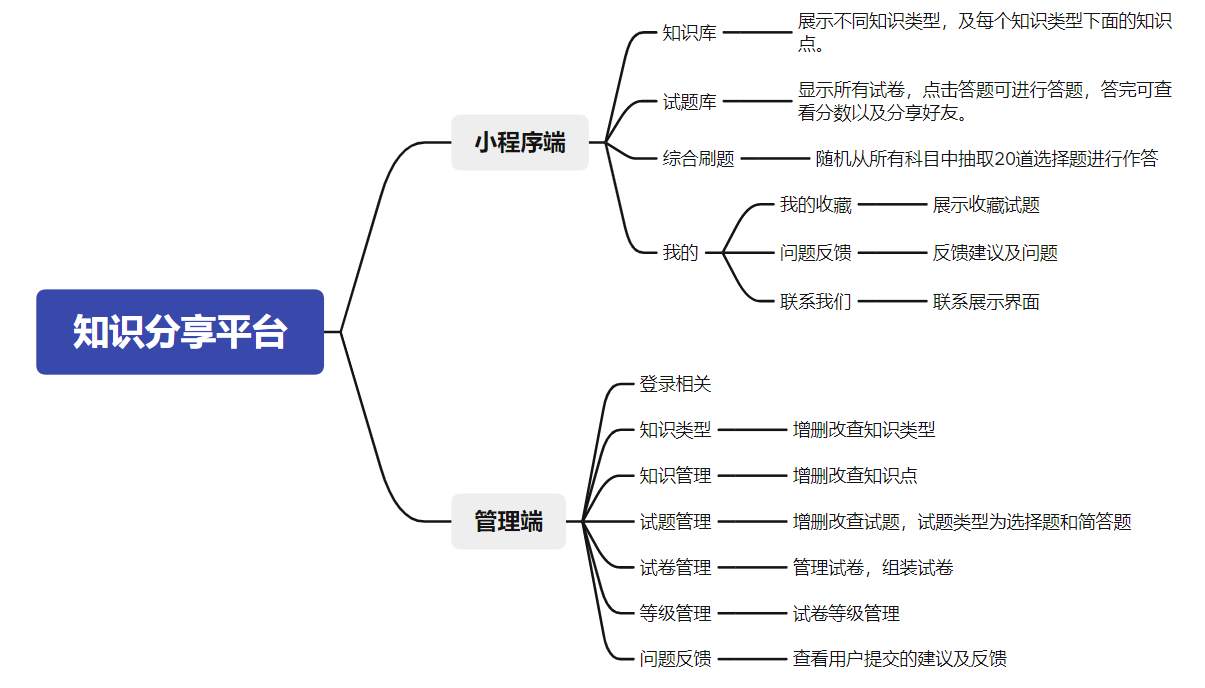 知识分享平台
小程序端
知识库
展示不同知识类型，及每个知识类型下面的知识
点。
试题库
显示所有试卷，点击答题可进行答题，答完可查
看分数以及分享好友。
综合刷题
随机从所有科目中抽取20道选择题进行作答
我的
我的收藏
展示收藏试题
问题反馈
反馈建议及问题
联系我们
联系展示界面
管理端
登录相关
知识类型
增删改查知识类型
知识管理
增删改查知识点
试题管理
增删改查试题，试题类型为选择题和简答题
试卷管理
管理试卷，组装试卷
等级管理
试卷等级管理
问题反馈
查看用户提交的建议及反馈